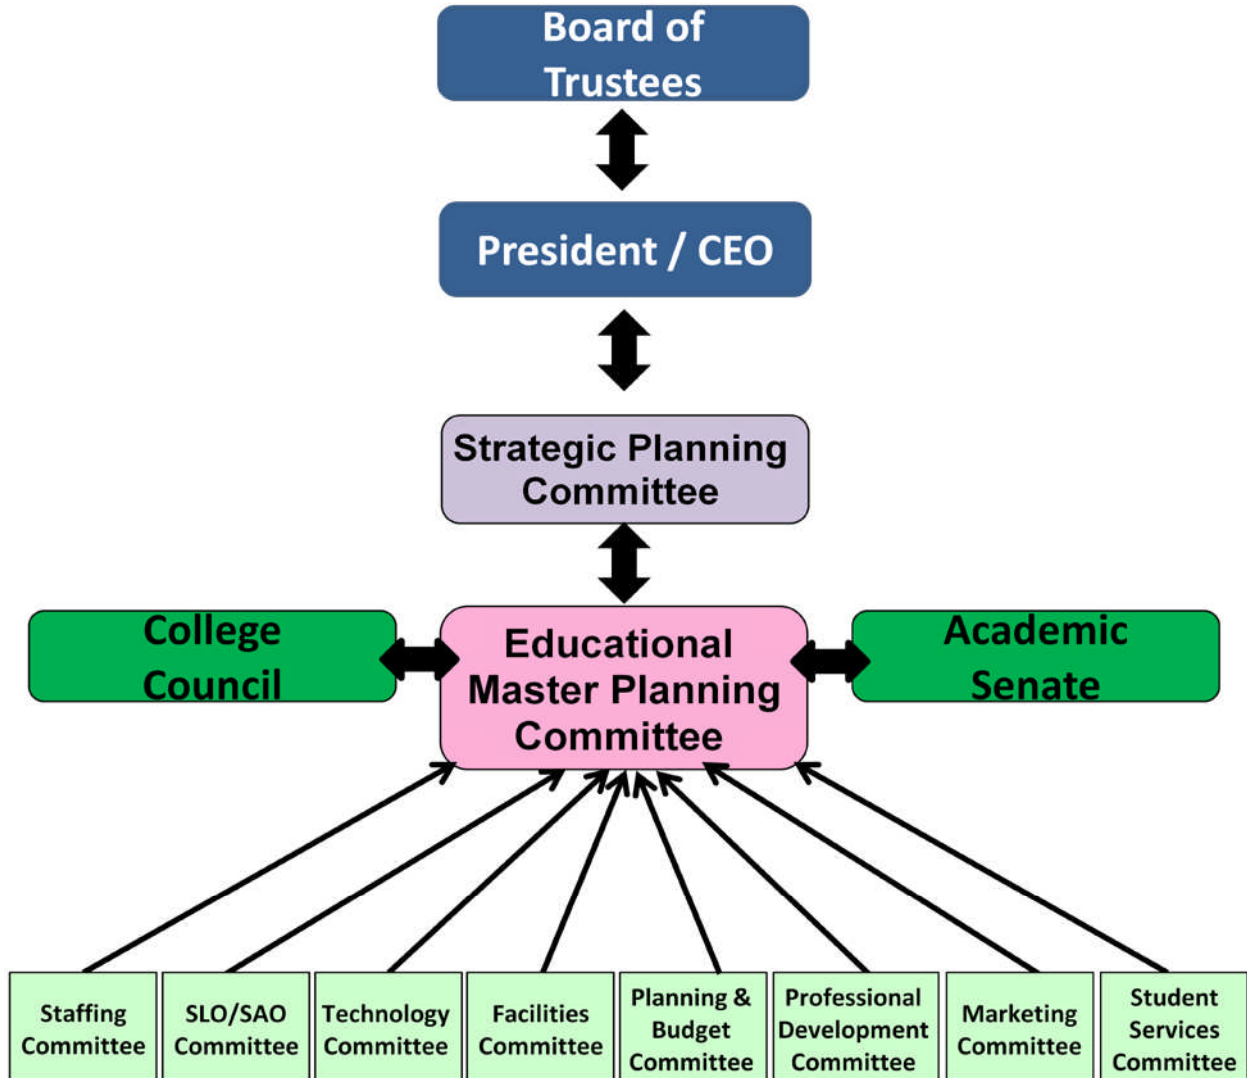 Board of
Trustees
President / CEO
Strategic Planning
Committee
College
Council
Educational
Master Planning
Committee
Academic
Senate
Staffing
Committee
SLO/SAO
Committee
Technology
Committee
Facilities
Committee
Planning &
Budget
Committee
Professional
Development
Committee
Marketing
Committee
Student
Services
Committee